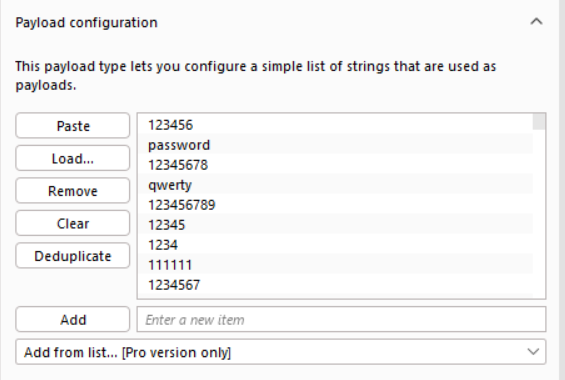 Payload configuration
This payload type lets you configure a simple list of strings that are used as
payloads.
Paste
Load...
Remove
Clear
Deduplicate
123456
password
12345678
qwerty
123456789
12345
1234
111111
1234567
Add
Enter a new item
Add from list... [Pro version only]